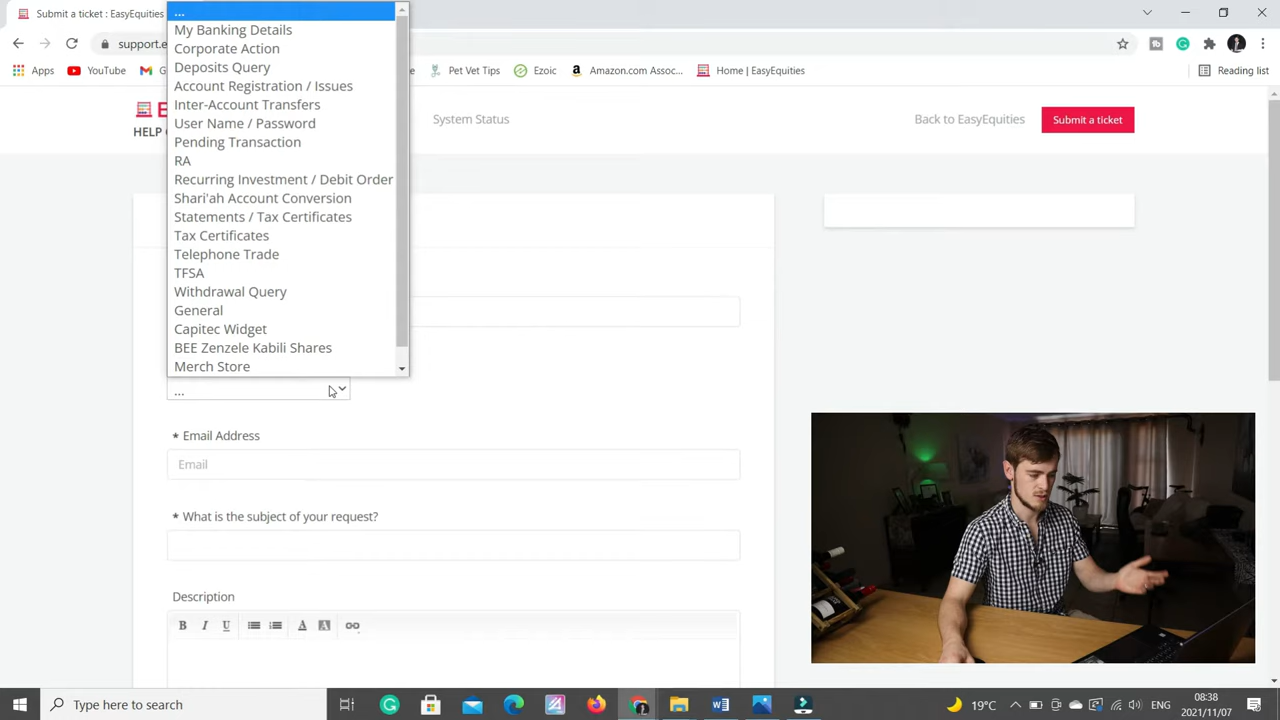 Submit a ticket : EasyEquities
support.e
Apps
YouTube
G
Pet Vet Tips
Ezoic
Amazon.com Assoc...
Home | EasyEquities
Reading list
E
HELP
System Status
Back to EasyEquities
Submit a ticket
...
My Banking Details
Corporate Action
Deposits Query
Account Registration / Issues
Inter-Account Transfers
User Name / Password
Pending Transaction
RA
Recurring Investment / Debit Order
Shari'ah Account Conversion
Statements / Tax Certificates
Tax Certificates
Telephone Trade
TFSA
Withdrawal Query
General
Capitec Widget
BEE Zenzele Kabili Shares
Merch Store
...
* Email Address
Email
* What is the subject of your request?
Description
B I U A A
Type here to search
19°C
ENG
08:38
2021/11/07